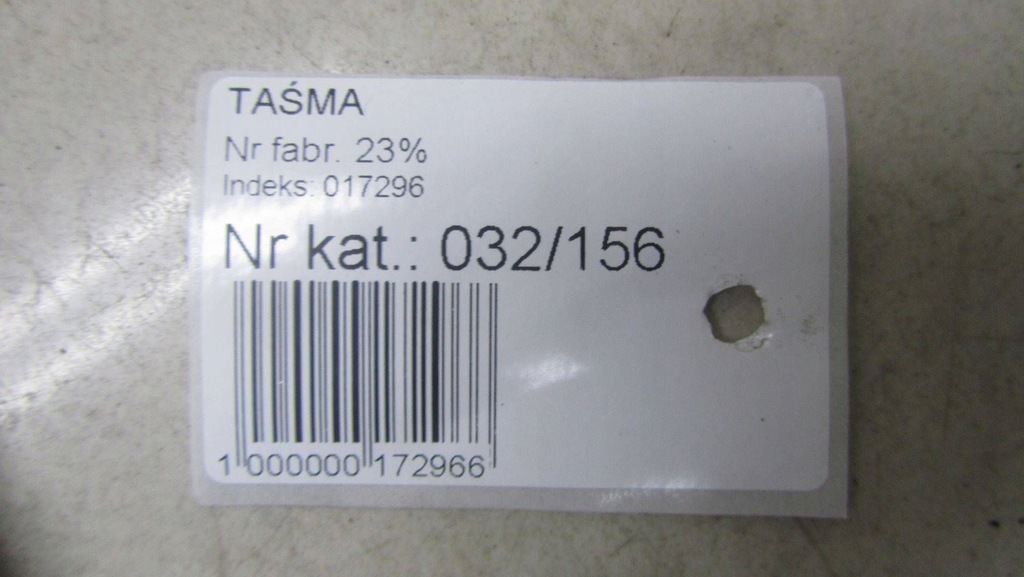 TAŚMA
Nr fabr. 23%
Indeks: 017296
Nr kat.: 032/156
1 000000 172966